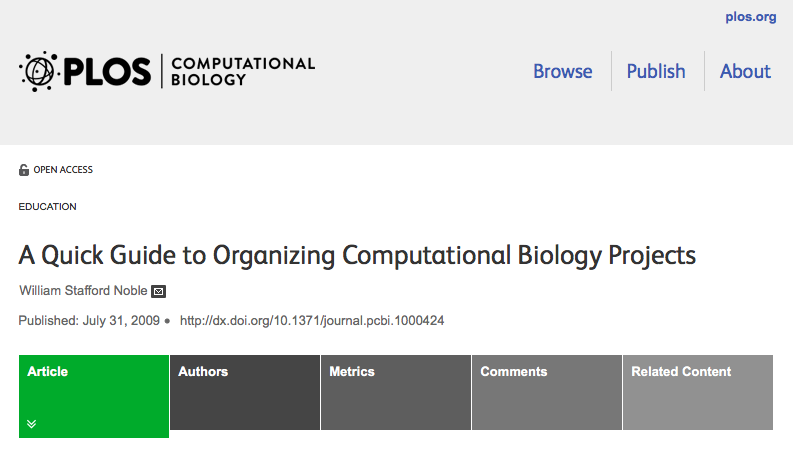 plos.org
PLOS COMPUTATIONAL
BIOLOGY
Browse Publish About
OPEN ACCESS
EDUCATION
A Quick Guide to Organizing Computational Biology Projects
William Stafford Noble
Published: July 31, 2009 • http://dx.doi.org/10.1371/journal.pcbi.1000424
Article Authors Metrics Comments Related Content